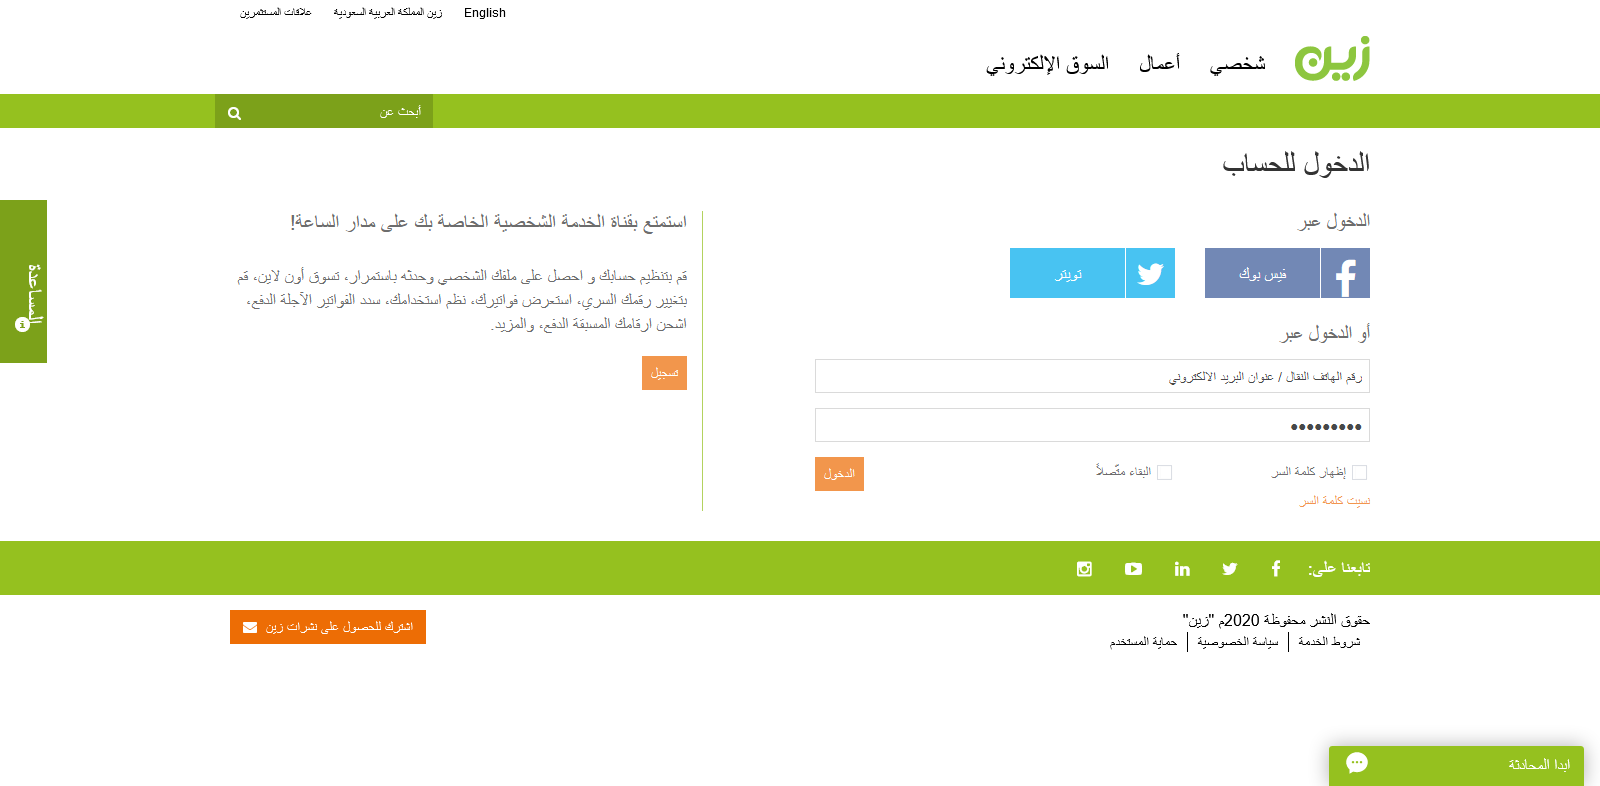 زين المملكة العربية السعودية
علاقات المستثمرين
English
زين
شخصي
أعمال
السوق الإلكتروني
أبحث عن
الدخول للحساب
الدخول عبر
فيس بوك
تويتر
أو الدخول عبر
رقم الهاتف النقال / عنوان البريد الالكتروني
•••••••••
إظهار كلمة السر
البقاء متّصلاً
الدخول
نسيت كلمة السر
استمتع بقناة الخدمة الشخصية الخاصة بك على مدار الساعة!
قم بتنظيم حسابك و احصل على ملفك الشخصي وحدثه باستمرار، تسوق أون لاين، قم
بتغيير رقمك السري، استعرض فواتيرك، نظم استخدامك، سدد الفواتير الآجلة الدفع،
اشحن ارقامك المسبقة الدفع، والمزيد.
تسجيل
المساعدة
تابعنا على:
حقوق النشر محفوظة 2020م "زين"
شروط الخدمة
سياسة الخصوصية
حماية المستخدم
اشترك للحصول على نشرات زين
ابدا المحادثة